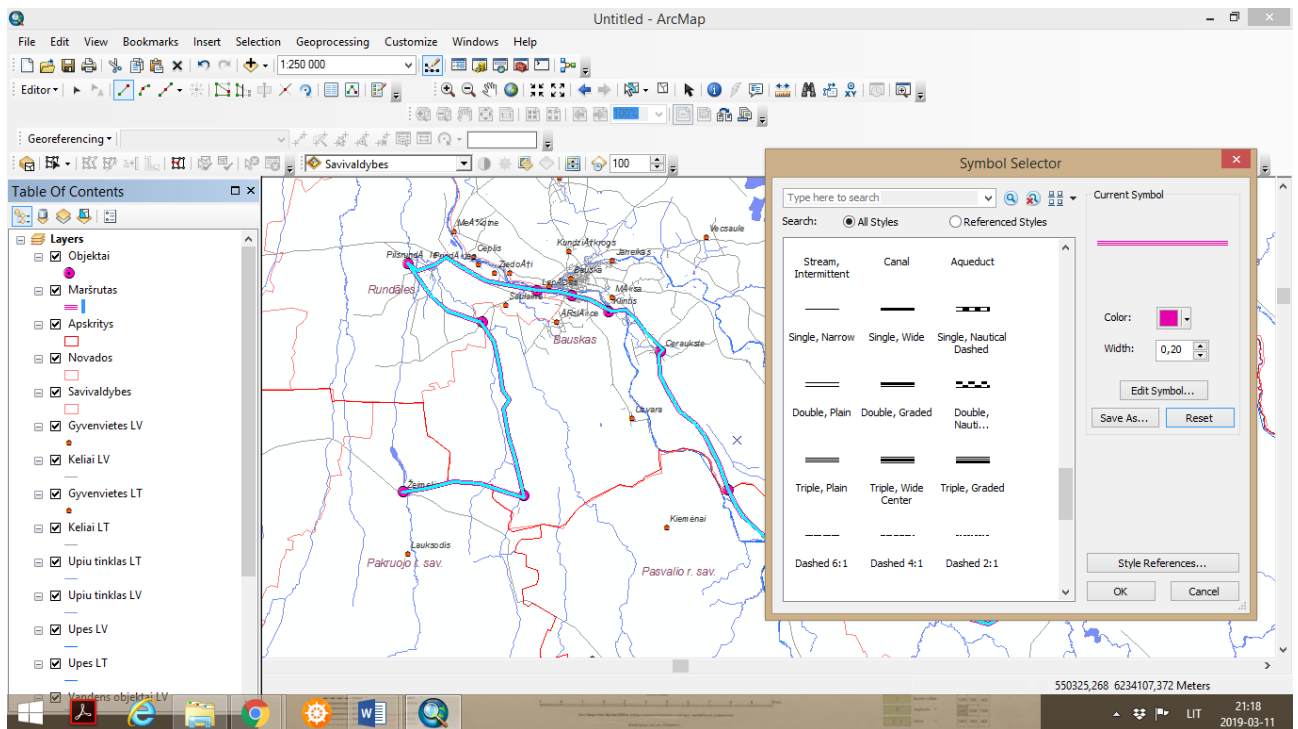 Untitled - ArcMap
File Edit View Bookmarks Insert Selection Geoprocessing Customize Windows Help
1:250 000
Editor
100%
Georeferencing
Savivaldybes 100
Table Of Contents
Layers
Objektai
Maršrutas
Apskritys
Novados
Savivaldybes
Gyvenvietes LV
Keliai LV
Gyvenvietes LT
Keliai LT
Upiu tinklas LT
Upiu tinklas LV
Upes LV
Upes LT
Vandens objektai LV
Vecsaule
Ceplis
Bauska
Rundāles
Bauskas
Ceraukste
Kiemėnai
Pakruojo r. sav.
Pasvalio r. sav.
Symbol Selector
Type here to search
Search: All Styles Referenced Styles
Stream, Intermittent
Canal
Aqueduct
Single, Narrow
Single, Wide
Single, Nautical Dashed
Double, Plain
Double, Graded
Double, Nauti...
Triple, Plain
Triple, Wide Center
Triple, Graded
Dashed 6:1
Dashed 4:1
Dashed 2:1
Current Symbol
Color:
Width: 0,20
Edit Symbol...
Save As... Reset
Style References...
OK Cancel
550325,268 6234107,372 Meters
LIT
21:18
2019-03-11